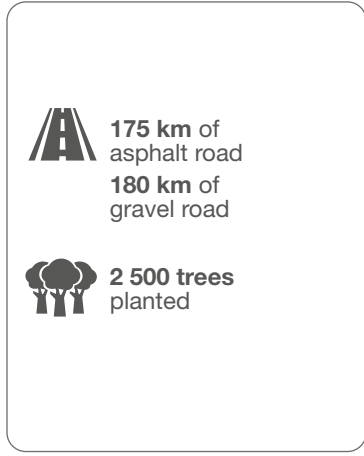 175 km of
asphalt road
180 km of
gravel road
2 500 trees
planted